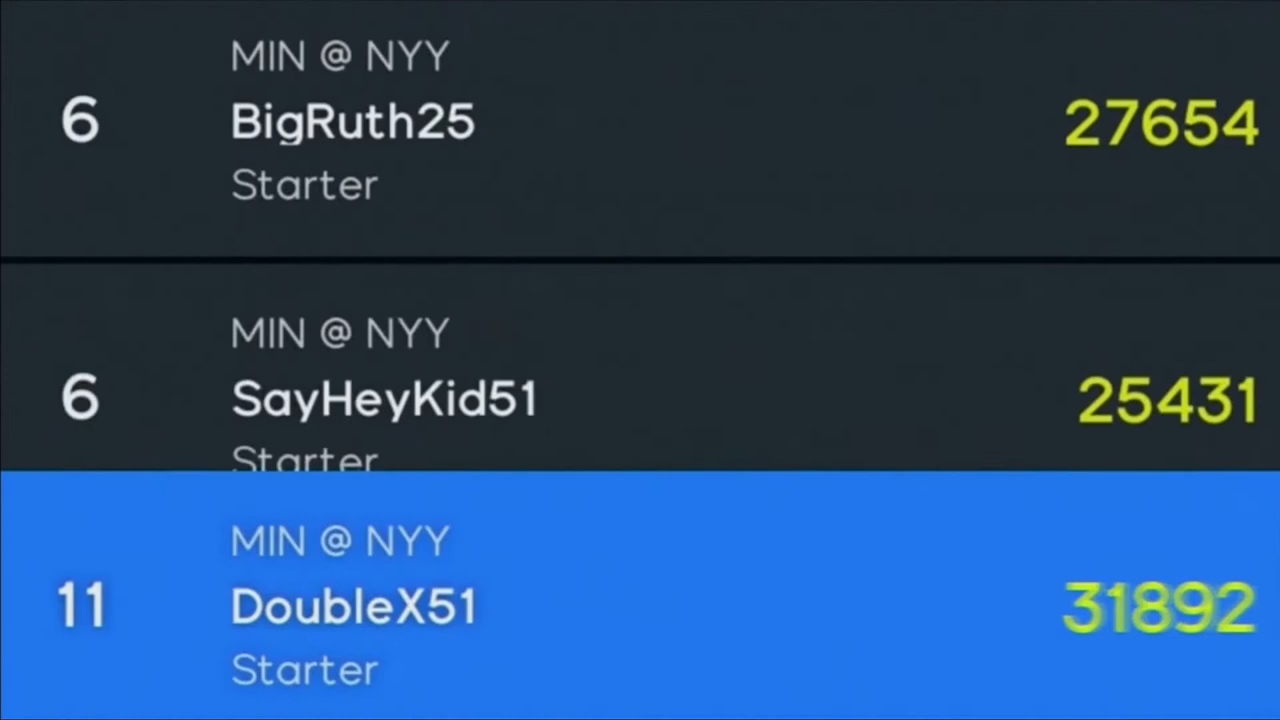 MIN @ NYY
6 BigRuth25 27654
Starter
MIN @ NYY
6 SayHeyKid51 25431
Starter
MIN @ NYY
11 DoubleX51 31892
Starter